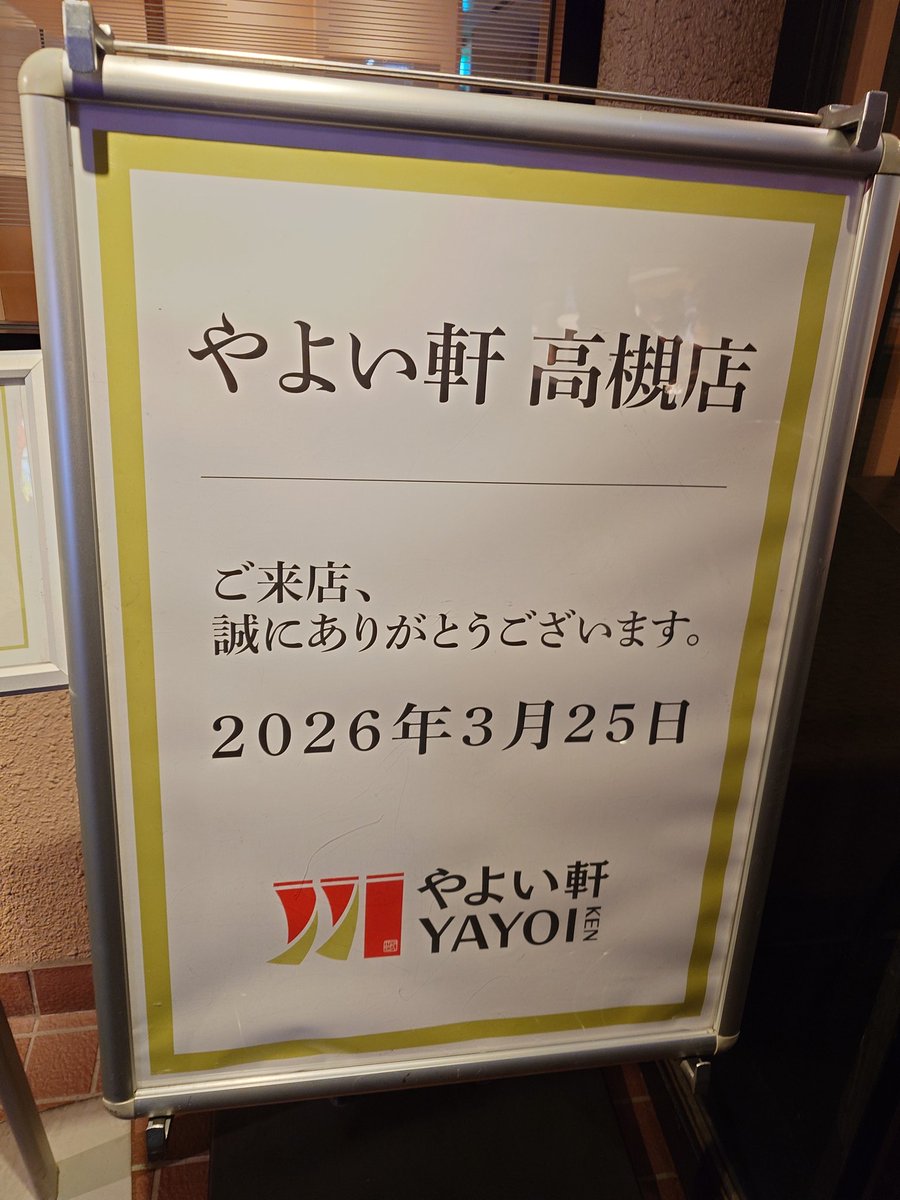 やよい軒 高槻店
ご来店、
誠にありがとうございます。
２０２６年３月２５日
やよい軒
YAYOI KEN